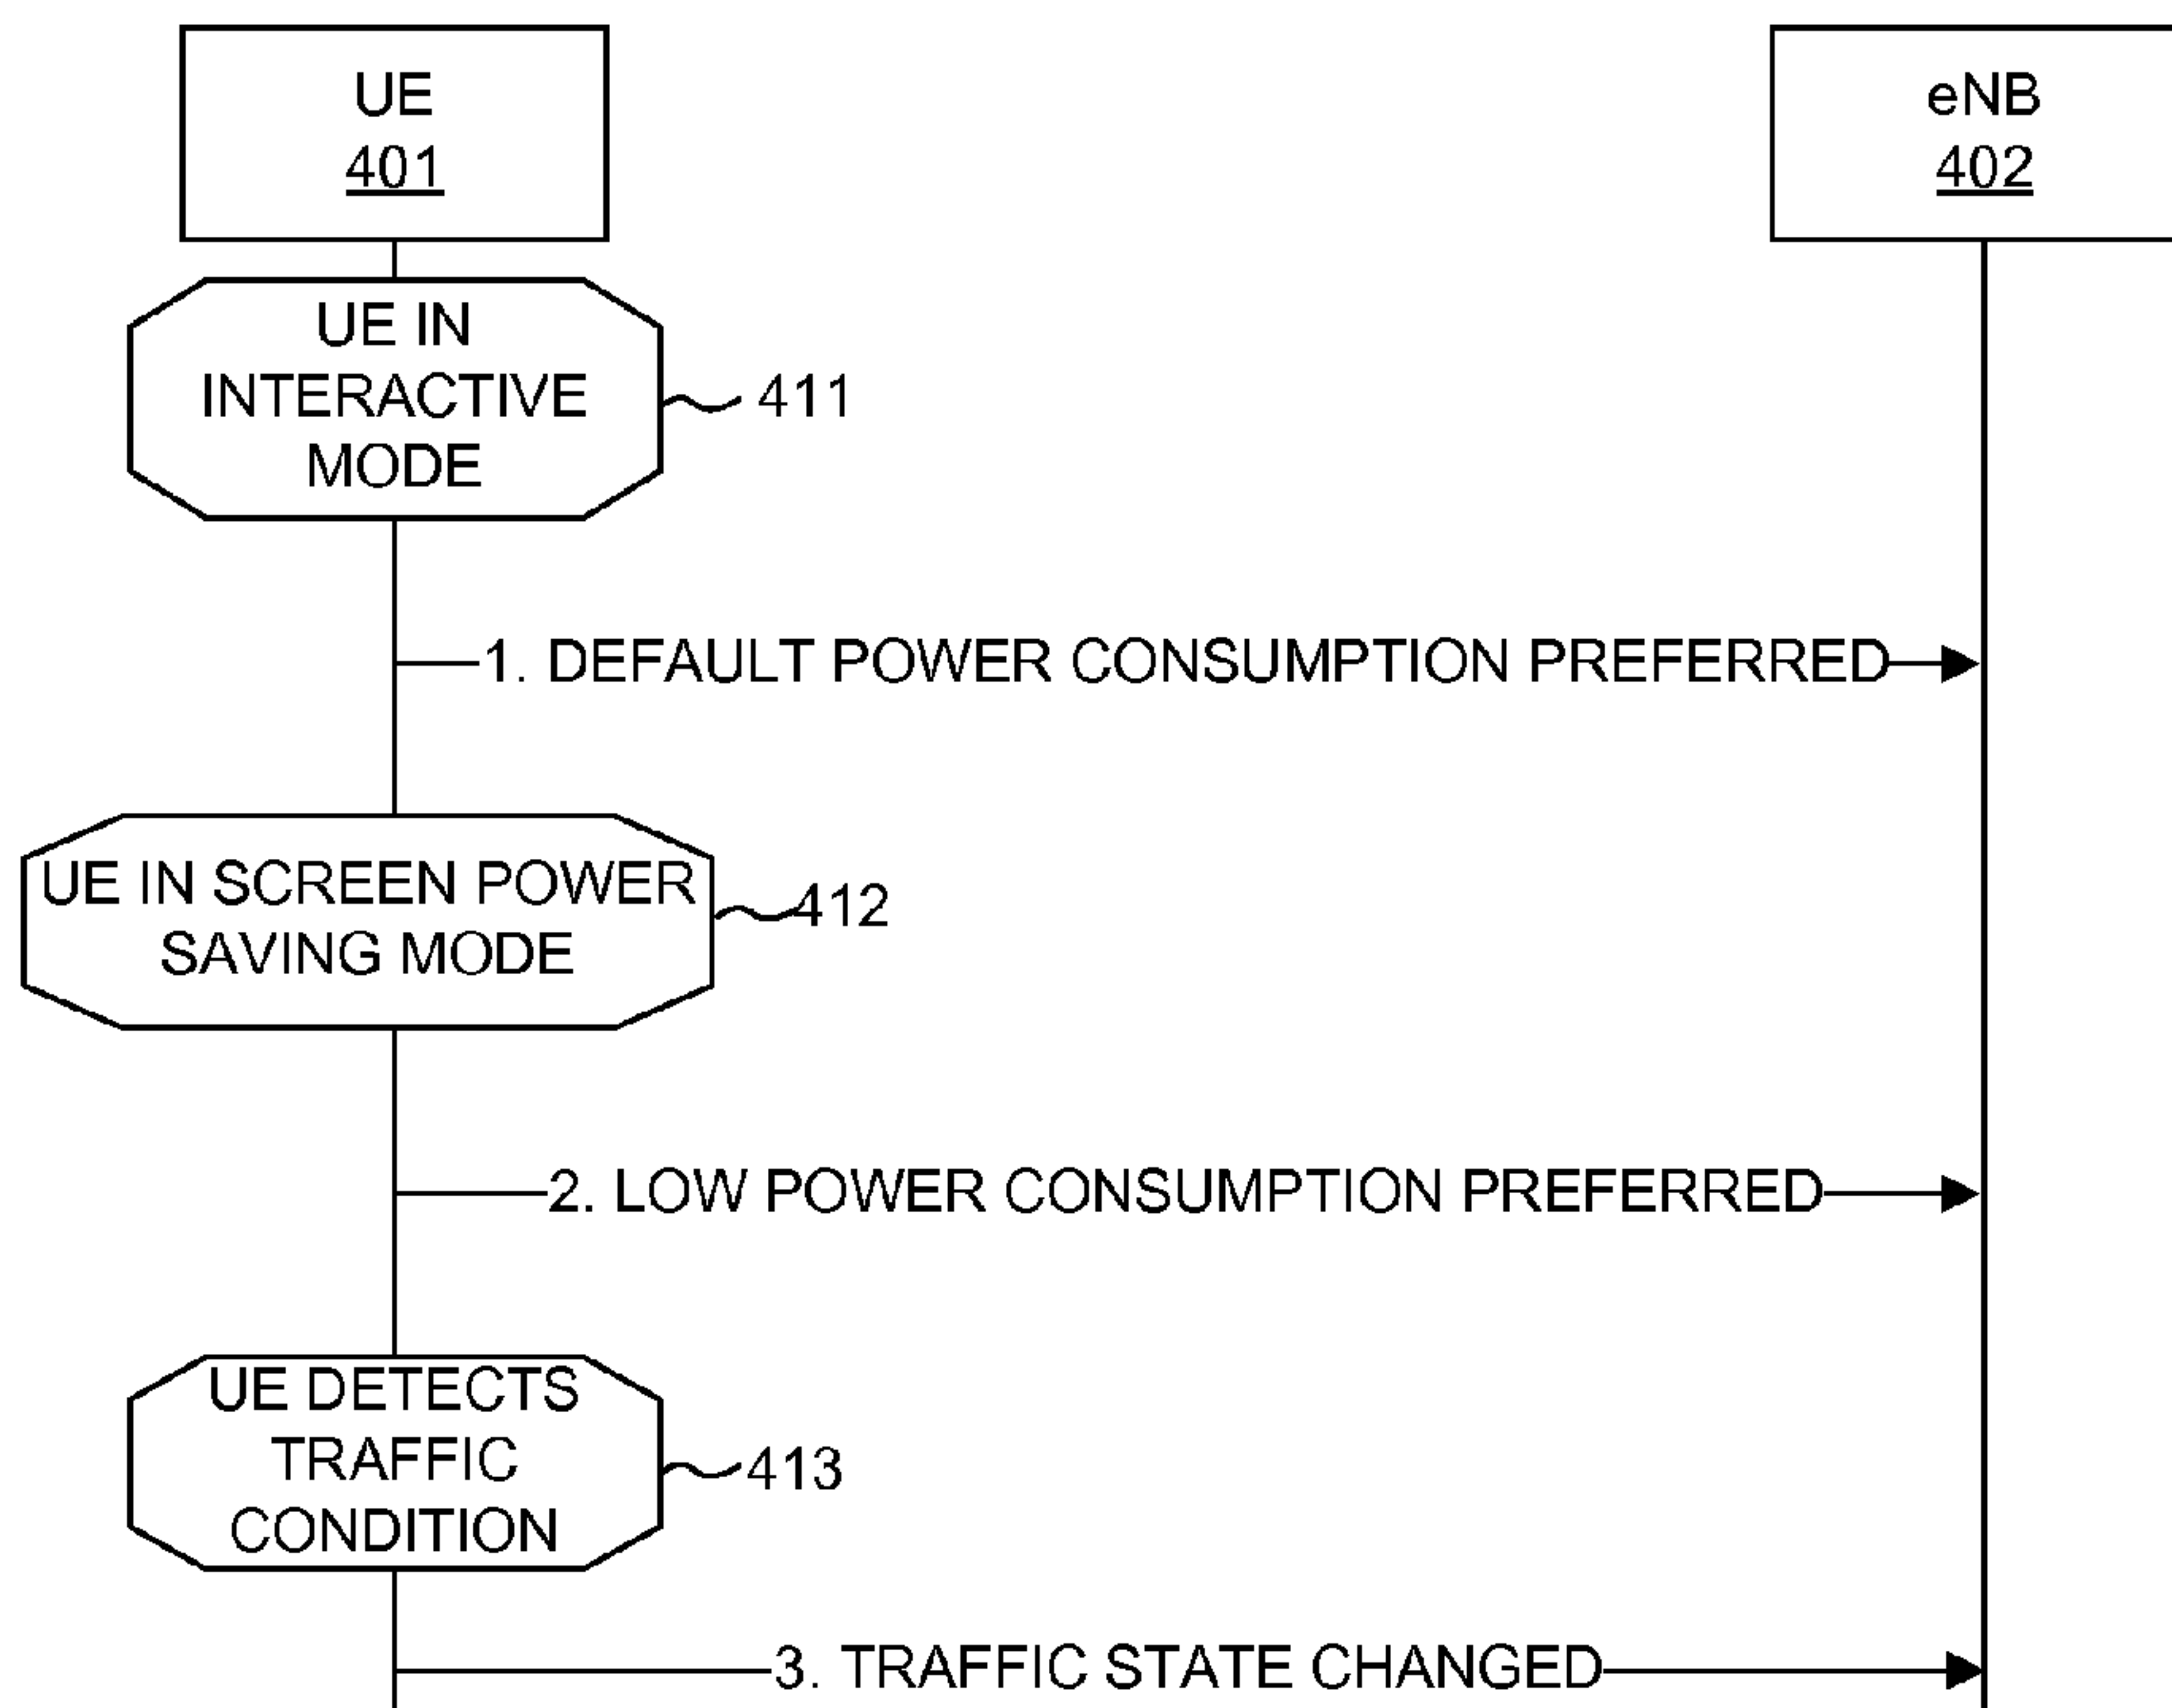 UE
401
eNB
402
UE IN
INTERACTIVE
MODE
411
1. DEFAULT POWER CONSUMPTION PREFERRED
UE IN SCREEN POWER
SAVING MODE
412
2. LOW POWER CONSUMPTION PREFERRED
UE DETECTS
TRAFFIC
CONDITION
413
3. TRAFFIC STATE CHANGED